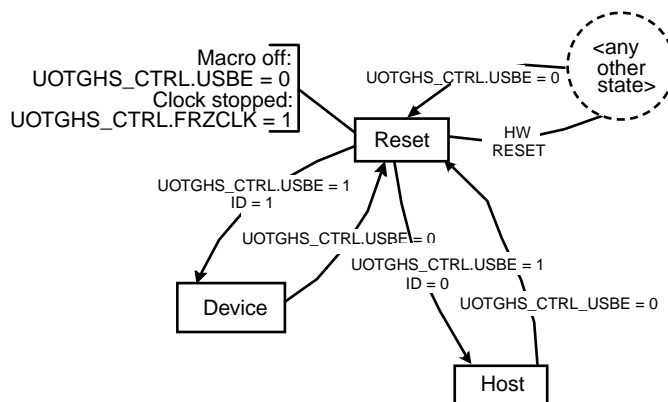 Macro off:
UOTGHS_CTRL.USBE = 0
Clock stopped:
UOTGHS_CTRL.FRZCLK = 1
<any
other
state>
UOTGHS_CTRL.USBE = 0
Reset
HW
RESET
UOTGHS_CTRL.USBE = 1
ID = 1
UOTGHS_CTRL.USBE = 0
UOTGHS_CTRL.USBE = 1
ID = 0
UOTGHS_CTRL_USBE = 0
Device
Host